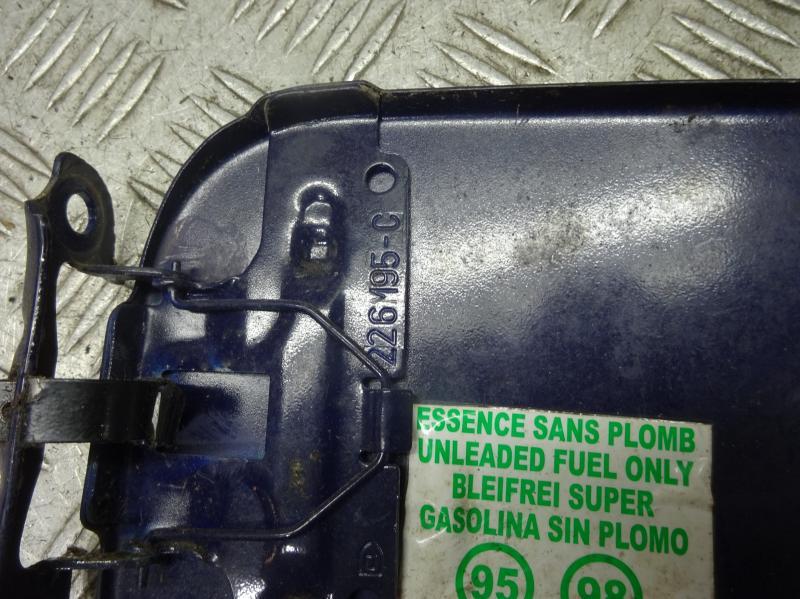 226M95-C
ESSENCE SANS PLOMB
UNLEADED FUEL ONLY
BLEIFREI SUPER
GASOLINA SIN PLOMO
95 98